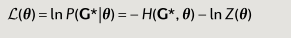 ℒ(𝛉) = ln P(𝐆*|𝛉) = − H(𝐆*, 𝛉) − ln Z(𝛉)